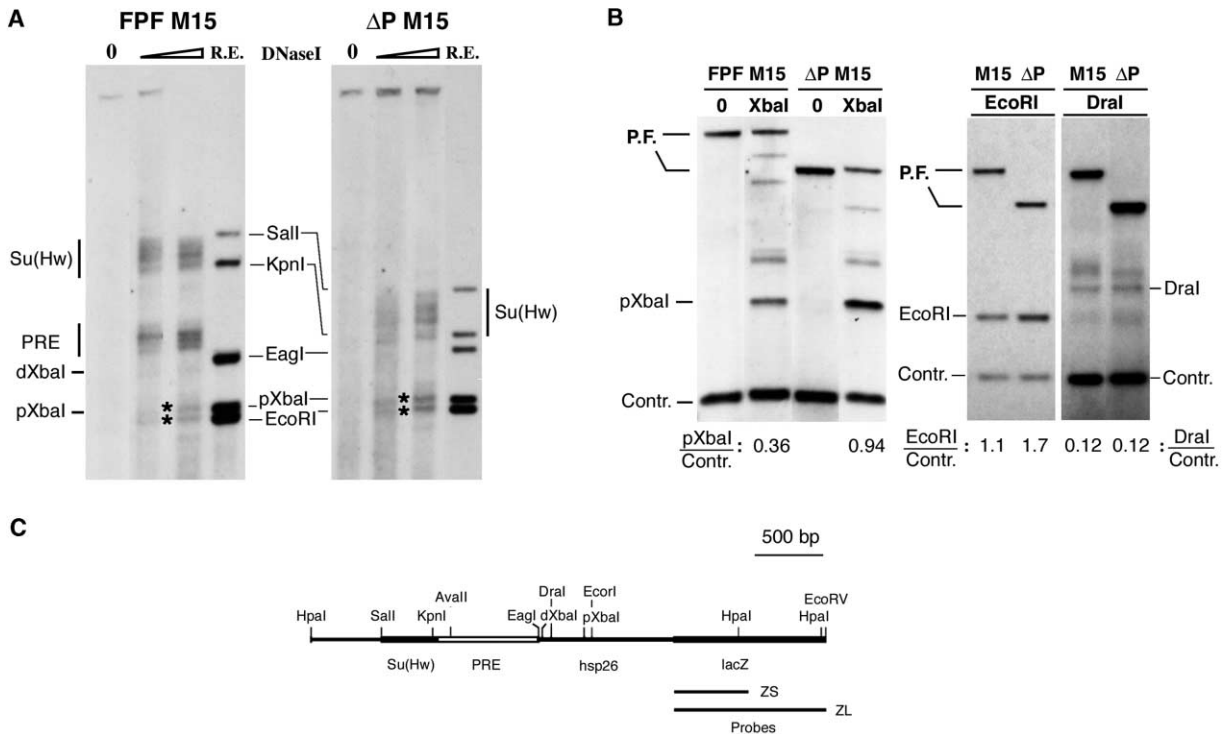 A
FPF M15
ΔP M15
0
R.E.
DNaseI
0
R.E.
Su(Hw)
SalI
KpnI
Su(Hw)
PRE
dXbaI
EagI
pXbaI
pXbaI
EcoRI
*
*
*
*
B
FPF M15
ΔP M15
0
XbaI
0
XbaI
P.F.
pXbaI
Contr.
pXbaI
Contr.
: 0.36
0.94
M15 ΔP
M15 ΔP
EcoRI
DraI
P.F.
EcoRI
DraI
Contr.
Contr.
EcoRI
Contr.
: 1.1 1.7
0.12 0.12 :
DraI
Contr.
C
500 bp
DraI EcorI
AvaII EcoRV
HpaI SalI KpnI EagI dXbaI pXbaI HpaI HpaI
Su(Hw) PRE hsp26 lacZ
ZS
ZL
Probes